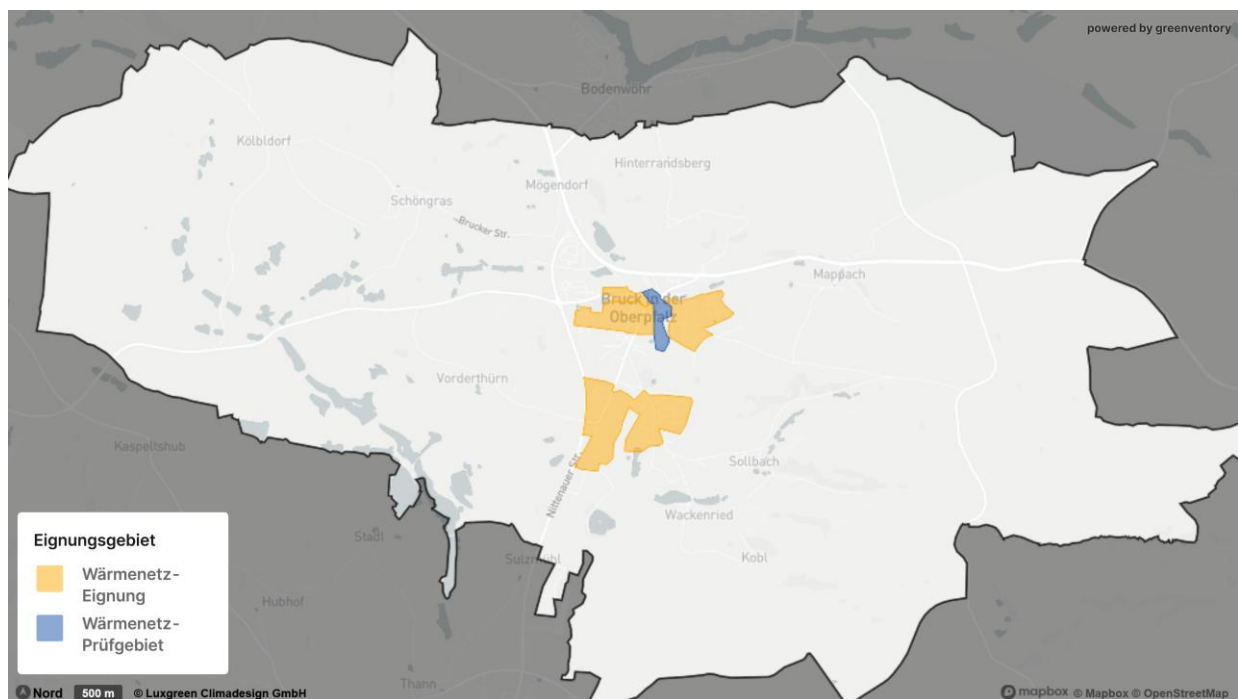 powered by greenventory
Bodenwöhr
Kölbldorf
Hinterrandsberg
Mögendorf
Schöngras
Brucker Str.
Mappach
Bruck in der
Oberpfalz
Vorderthürn
Kaspeltshub
Sollbach
Nittenauer Str.
Wackenried
Stadl
Sulzmühl
Kobl
Hubhof
Thann
Eignungsgebiet
Wärmenetz-
Eignung
Wärmenetz-
Prüfgebiet
Nord 500 m © Luxgreen Climadesign GmbH
mapbox © Mapbox © OpenStreetMap